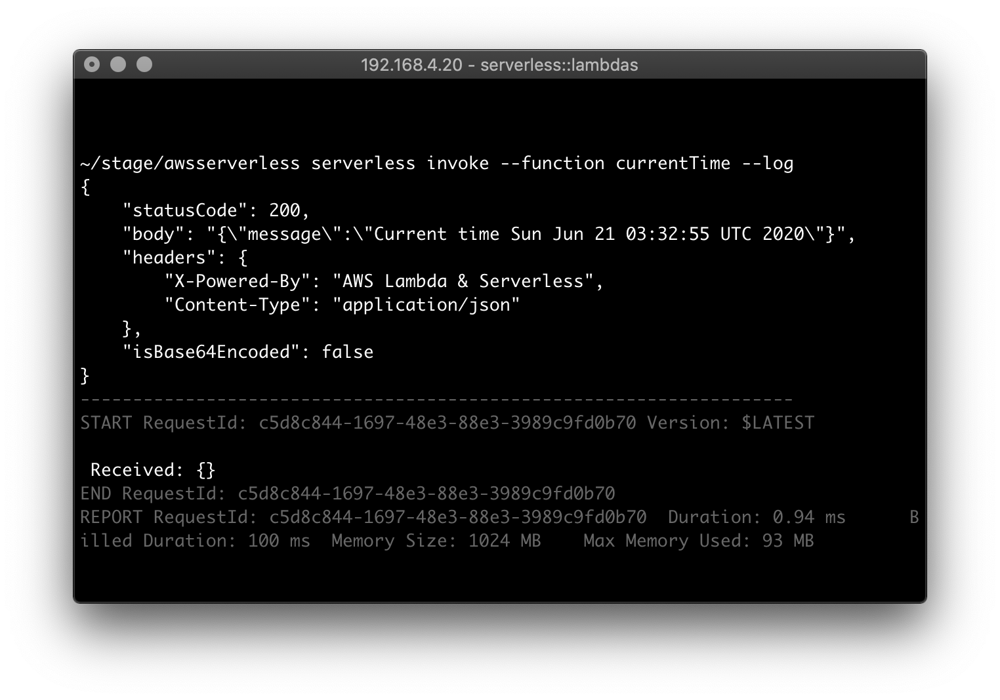 192.168.4.20 - serverless::lambdas
~/stage/awsserverless serverless invoke --function currentTime --log
{
    "statusCode": 200,
    "body": "{\"message\":\"Current time Sun Jun 21 03:32:55 UTC 2020\"}",
    "headers": {
        "X-Powered-By": "AWS Lambda & Serverless",
        "Content-Type": "application/json"
    },
    "isBase64Encoded": false
}
--------------------------------------------------------------------
START RequestId: c5d8c844-1697-48e3-88e3-3989c9fd0b70 Version: $LATEST
 Received: {}
END RequestId: c5d8c844-1697-48e3-88e3-3989c9fd0b70
REPORT RequestId: c5d8c844-1697-48e3-88e3-3989c9fd0b70  Duration: 0.94 ms      B
illed Duration: 100 ms  Memory Size: 1024 MB    Max Memory Used: 93 MB